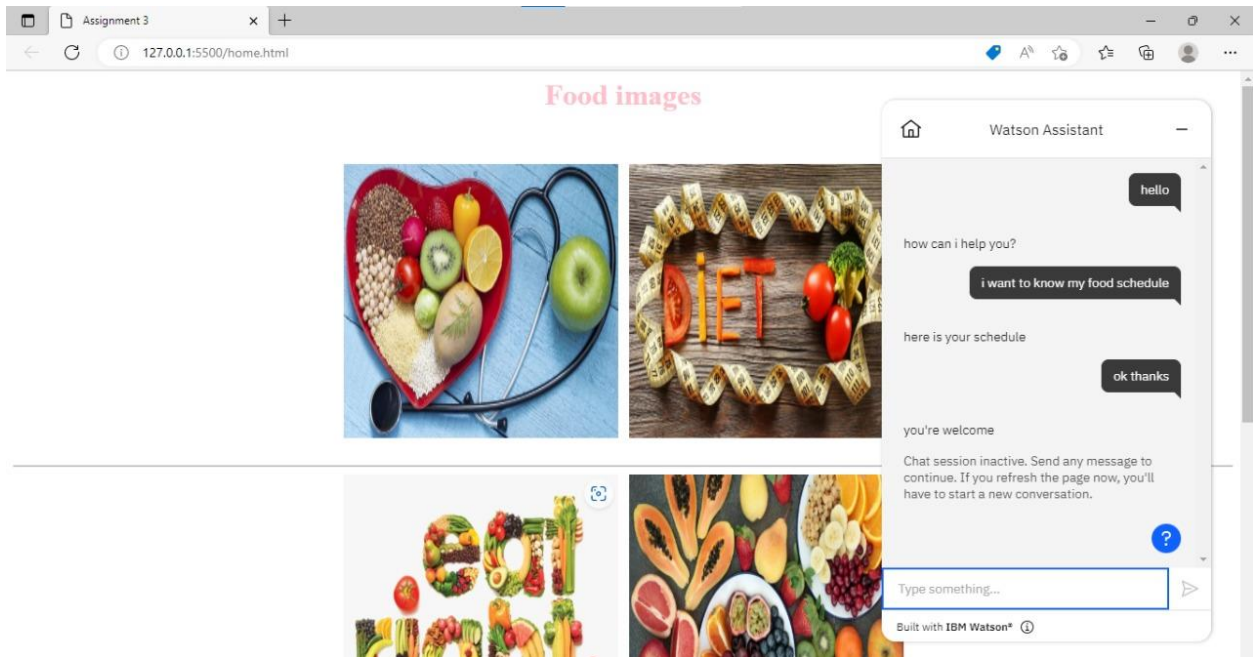 Assignment 3
127.0.0.1:5500/home.html
Food images
DiET
eat
Watson Assistant
hello
how can i help you?
i want to know my food schedule
here is your schedule
ok thanks
you're welcome
Chat session inactive. Send any message to
continue. If you refresh the page now, you'll
have to start a new conversation.
?
Type something...
Built with IBM Watson®